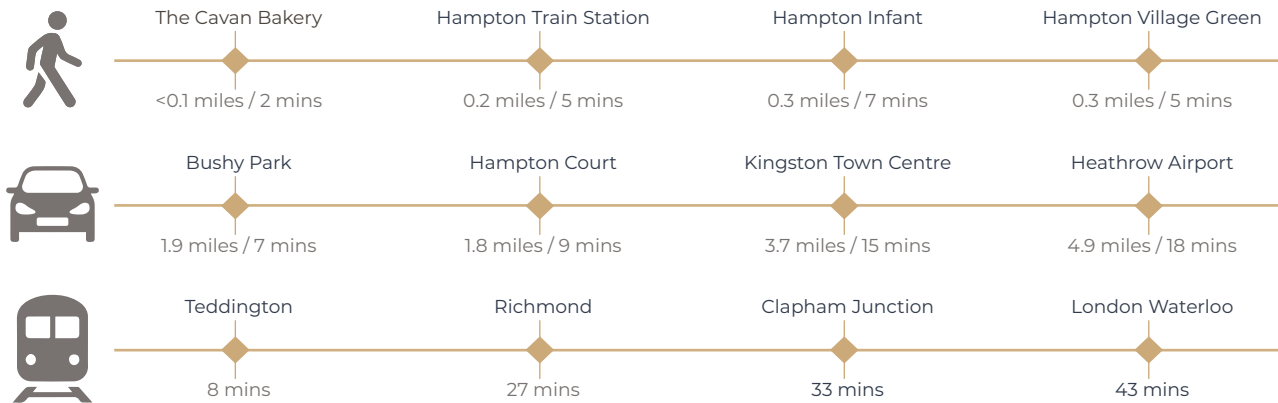 The Cavan Bakery
Hampton Train Station
Hampton Infant
Hampton Village Green
<0.1 miles / 2 mins
0.2 miles / 5 mins
0.3 miles / 7 mins
0.3 miles / 5 mins
Bushy Park
Hampton Court
Kingston Town Centre
Heathrow Airport
1.9 miles / 7 mins
1.8 miles / 9 mins
3.7 miles / 15 mins
4.9 miles / 18 mins
Teddington
Richmond
Clapham Junction
London Waterloo
8 mins
27 mins
33 mins
43 mins